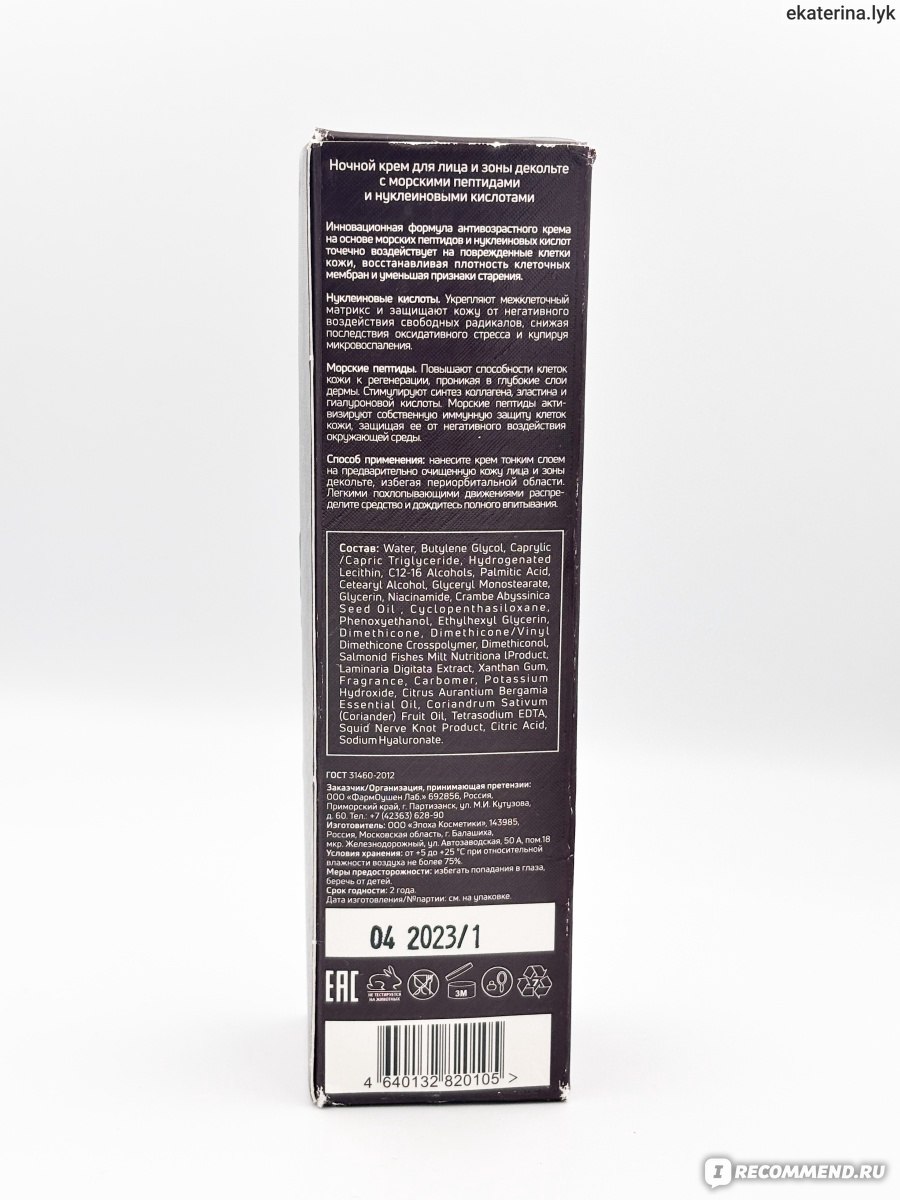 ekaterina.lyk
Ночной крем для лица и зоны декольте
с морскими пептидами
и нуклеиновыми кислотами
Инновационная формула антивозрастного крема
на основе морских пептидов и нуклеиновых кислот
точечно воздействует на поврежденные клетки
кожи, восстанавливая плотность клеточных
мембран и уменьшая признаки старения.
Нуклеиновые кислоты. Укрепляют межклеточный
матрикс и защищают кожу от негативного
воздействия свободных радикалов, снижая
последствия оксидативного стресса и купируя
микровоспаления.
Морские пептиды. Повышают способности клеток
кожи к регенерации, проникая в глубокие слои
дермы. Стимулируют синтез коллагена, эластина и
гиалуроновой кислоты. Морские пептиды акти-
визируют собственную иммунную защиту клеток
кожи, защищая ее от негативного воздействия
окружающей среды.
Способ применения: нанесите крем тонким слоем
на предварительно очищенную кожу лица и зоны
декольте, избегая периорбитальной области.
Легкими похлопывающими движениями распре-
делите средство и дождитесь полного впитывания.
Состав: Water, Butylene Glycol, Caprylic
/Capric Triglyceride, Hydrogenated
Lecithin, C12-16 Alcohols, Palmitic Acid,
Cetearyl Alcohol, Glyceryl Monostearate,
Glycerin, Niacinamide, Crambe Abyssinica
Seed Oil , Cyclopenthasiloxane,
Phenoxyethanol, Ethylhexyl Glycerin,
Dimethicone, Dimethicone/Vinyl
Dimethicone Crosspolymer, Dimethiconol,
Salmonid Fishes Milt Nutritiona lProduct,
Laminaria Digitata Extract, Xanthan Gum,
Fragrance, Carbomer, Potassium
Hydroxide, Citrus Aurantium Bergamia
Essential Oil, Coriandrum Sativum
(Coriander) Fruit Oil, Tetrasodium EDTA,
Squid Nerve Knot Product, Citric Acid,
Sodium Hyaluronate.
ГОСТ 31460-2012
Заказчик/Организация, принимающая претензии:
ООО «ФармОушен Лаб.» 692856, Россия,
Приморский край, г. Партизанск, ул. М.И. Кутузова,
д. 60. Тел.: +7 (42363) 628-90
Изготовитель: ООО «Эпоха Косметики», 143985,
Россия, Московская область, г. Балашиха,
мкр. Железнодорожный, ул. Автозаводская, 50 А, пом.18
Условия хранения: от +5 до +25 °С при относительной
влажности воздуха не более 75%.
Меры предосторожности: избегать попадания в глаза,
беречь от детей.
Срок годности: 2 года.
Дата изготовления/№партии: см. на упаковке.
04 2023/1
EAC
НЕ ТЕСТИРУЕТСЯ
НА ЖИВОТНЫХ
3М
7
4 640132 820105 >
I RECOMMEND.RU